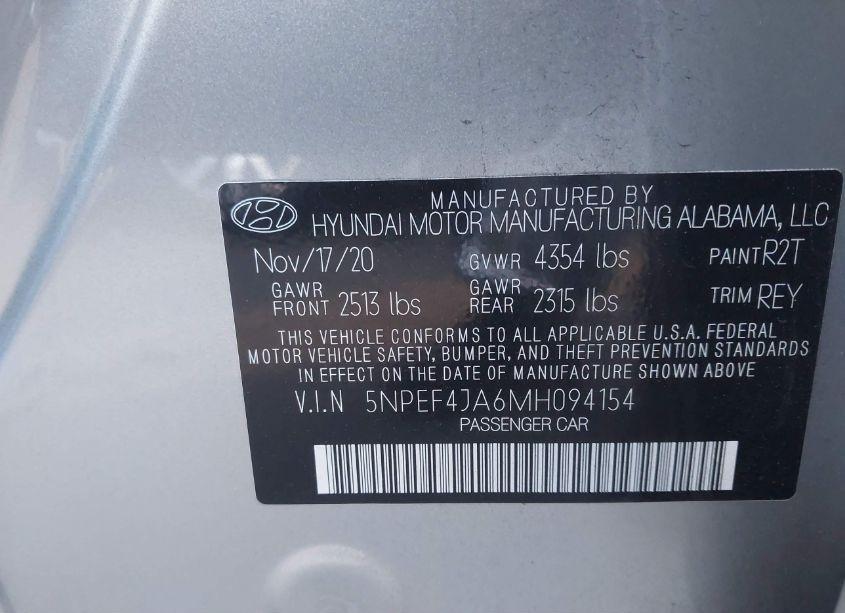 MANUFACTURED BY
HYUNDAI MOTOR MANUFACTURING ALABAMA, LLC
Nov/17/20 GVWR 4354 lbs PAINT R2T
GAWR FRONT 2513 lbs GAWR REAR 2315 lbs TRIM REY
THIS VEHICLE CONFORMS TO ALL APPLICABLE U.S.A. FEDERAL
MOTOR VEHICLE SAFETY, BUMPER, AND THEFT PREVENTION STANDARDS
IN EFFECT ON THE DATE OF MANUFACTURE SHOWN ABOVE
V.I.N 5NPEF4JA6MH094154
PASSENGER CAR